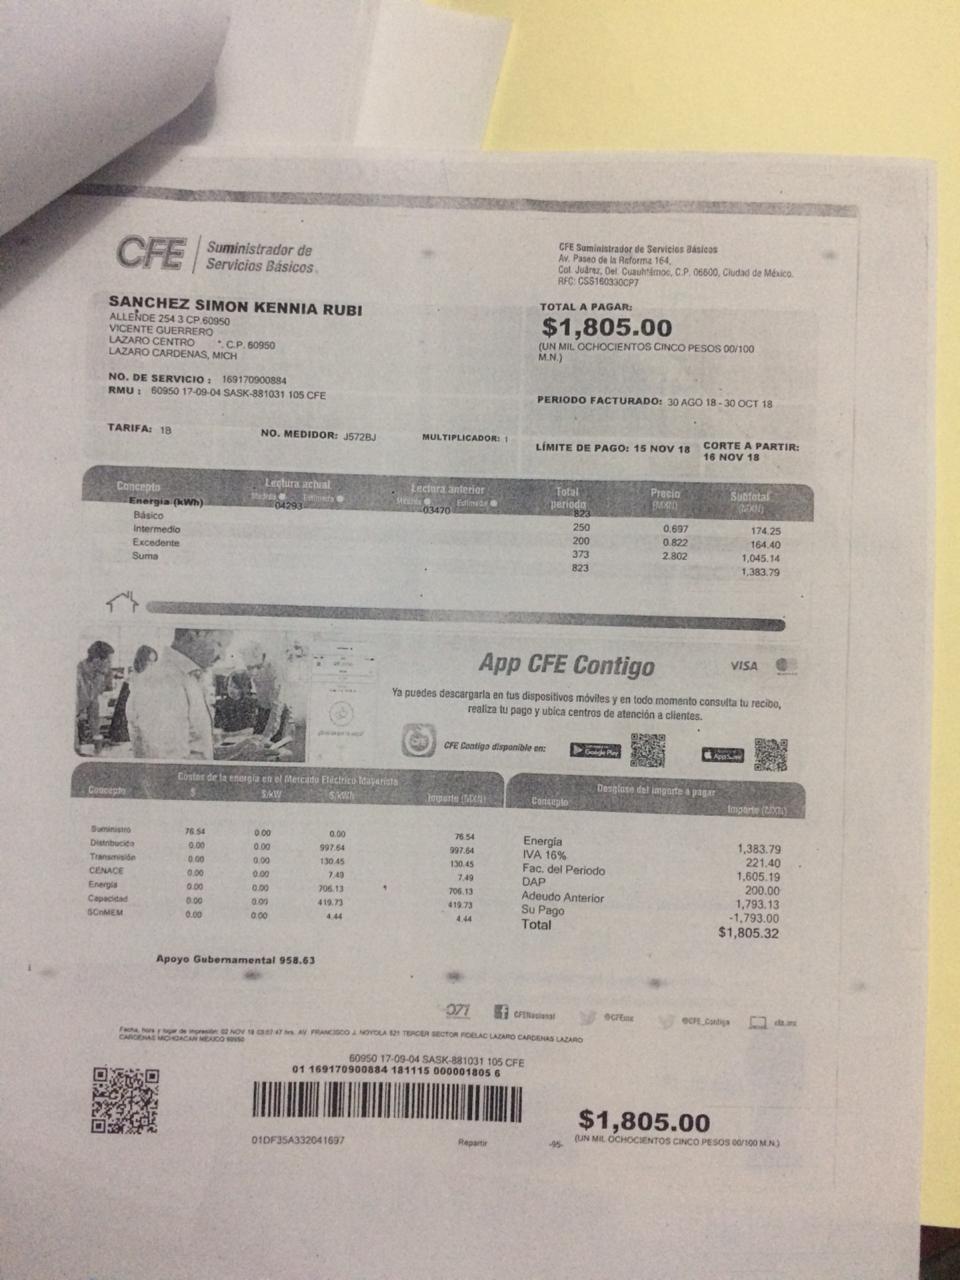 CFE Suministrador de
Servicios Básicos
CFE Suministrador de Servicios Básicos
Av. Paseo de la Reforma 164,
Col. Juárez, Del. Cuauhtémoc, C.P. 06600, Ciudad de México.
RFC: CSS160330CP7
SANCHEZ SIMON KENNIA RUBI
ALLENDE 254 3 CP.60950
VICENTE GUERRERO
LAZARO CENTRO C.P. 60950
LAZARO CARDENAS, MICH
TOTAL A PAGAR:
$1,805.00
(UN MIL OCHOCIENTOS CINCO PESOS 00/100
M.N.)
NO. DE SERVICIO : 169170900884
RMU : 60950 17-09-04 SASK-881031 105 CFE
PERIODO FACTURADO: 30 AGO 18 - 30 OCT 18
TARIFA: 1B NO. MEDIDOR: J572BJ MULTIPLICADOR: 1
LÍMITE DE PAGO: 15 NOV 18 CORTE A PARTIR:
16 NOV 18
Concepto Lectura actual Lectura anterior Total Precio Subtotal
Medida Estimada Medida Estimada periodo (MXN) (MXN)
Energía (kWh) 04293 03470 823
Básico 250 0.697 174.25
Intermedio 200 0.822 164.40
Excedente 373 2.802 1,045.14
Suma 823 1,383.79
App CFE Contigo VISA
Ya puedes descargarla en tus dispositivos móviles y en todo momento consulta tu recibo,
realiza tu pago y ubica centros de atención a clientes.
CFE Contigo disponible en: Google Play App Store
Costos de la energía en el Mercado Eléctrico Mayorista
Concepto $ $/kW $/kWh Importe (MXN)
Suministro 76.54 0.00 0.00 76.54
Distribución 0.00 0.00 997.64 997.64
Transmisión 0.00 0.00 130.45 130.45
CENACE 0.00 0.00 7.49 7.49
Energía 0.00 0.00 706.13 706.13
Capacidad 0.00 0.00 419.73 419.73
SCnMEM 0.00 0.00 4.44 4.44
Apoyo Gubernamental 958.63
Desglose del importe a pagar
Concepto Importe (MXN)
Energía 1,383.79
IVA 16% 221.40
Fac. del Periodo 1,605.19
DAP 200.00
Adeudo Anterior 1,793.13
Su Pago -1,793.00
Total $1,805.32
071 CFENacional @CFEmx @CFE_Contigo cfe.mx
Fecha, hora y lugar de impresión: 02 NOV 18 hrs. AV. FRANCISCO J. NOYOLA 521 TERCER SECTOR FIDELAC LAZARO CARDENAS LAZARO
CARDENAS MICHOACAN MEXICO 60950
60950 17-09-04 SASK-881031 105 CFE
01 169170900884 181115 000001805 6
01DF35A332041697
Repartir
-95-
$1,805.00
(UN MIL OCHOCIENTOS CINCO PESOS 00/100 M.N.)